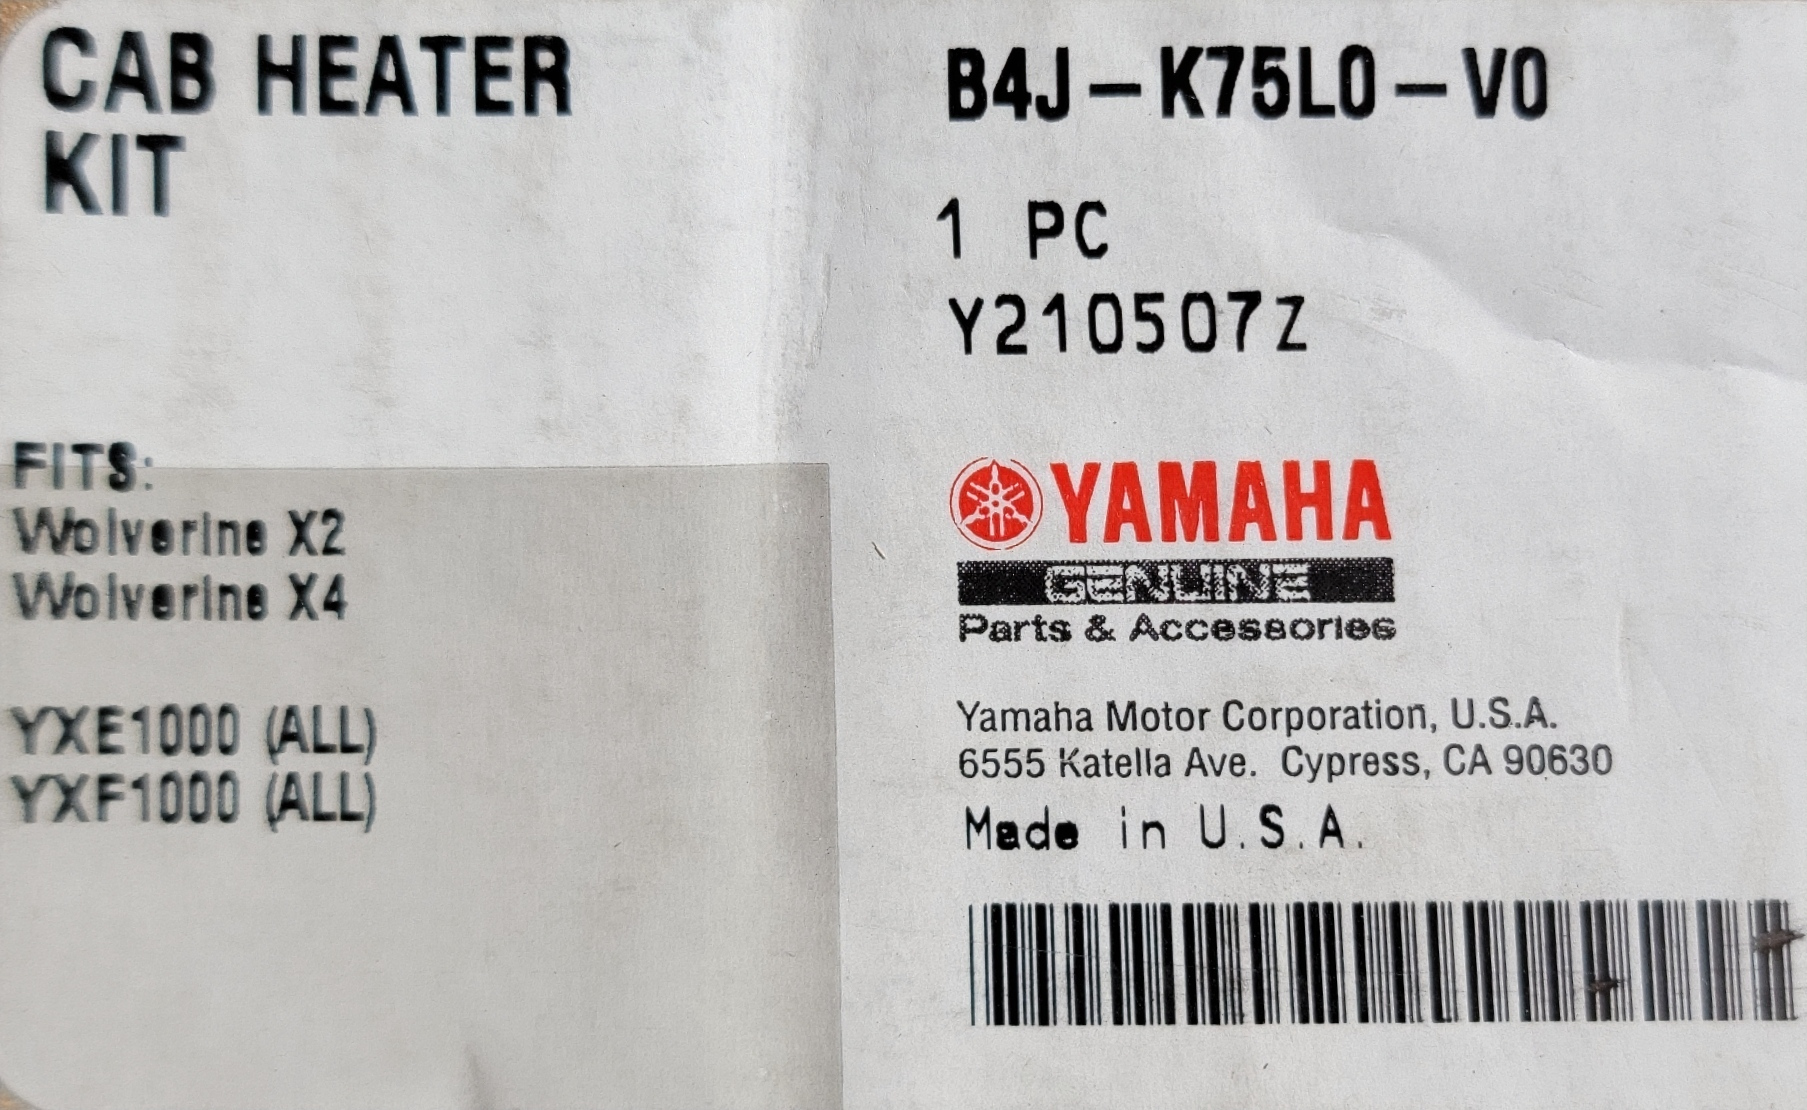 CAB HEATER
KIT
FITS:
Wolverine X2
Wolverine X4
YXE1000 (ALL)
YXF1000 (ALL)
B4J-K75L0-V0
1 PC
Y210507Z
YAMAHA
GENUINE
Parts & Accessories
Yamaha Motor Corporation, U.S.A.
6555 Katella Ave. Cypress, CA 90630
Made in U.S.A.